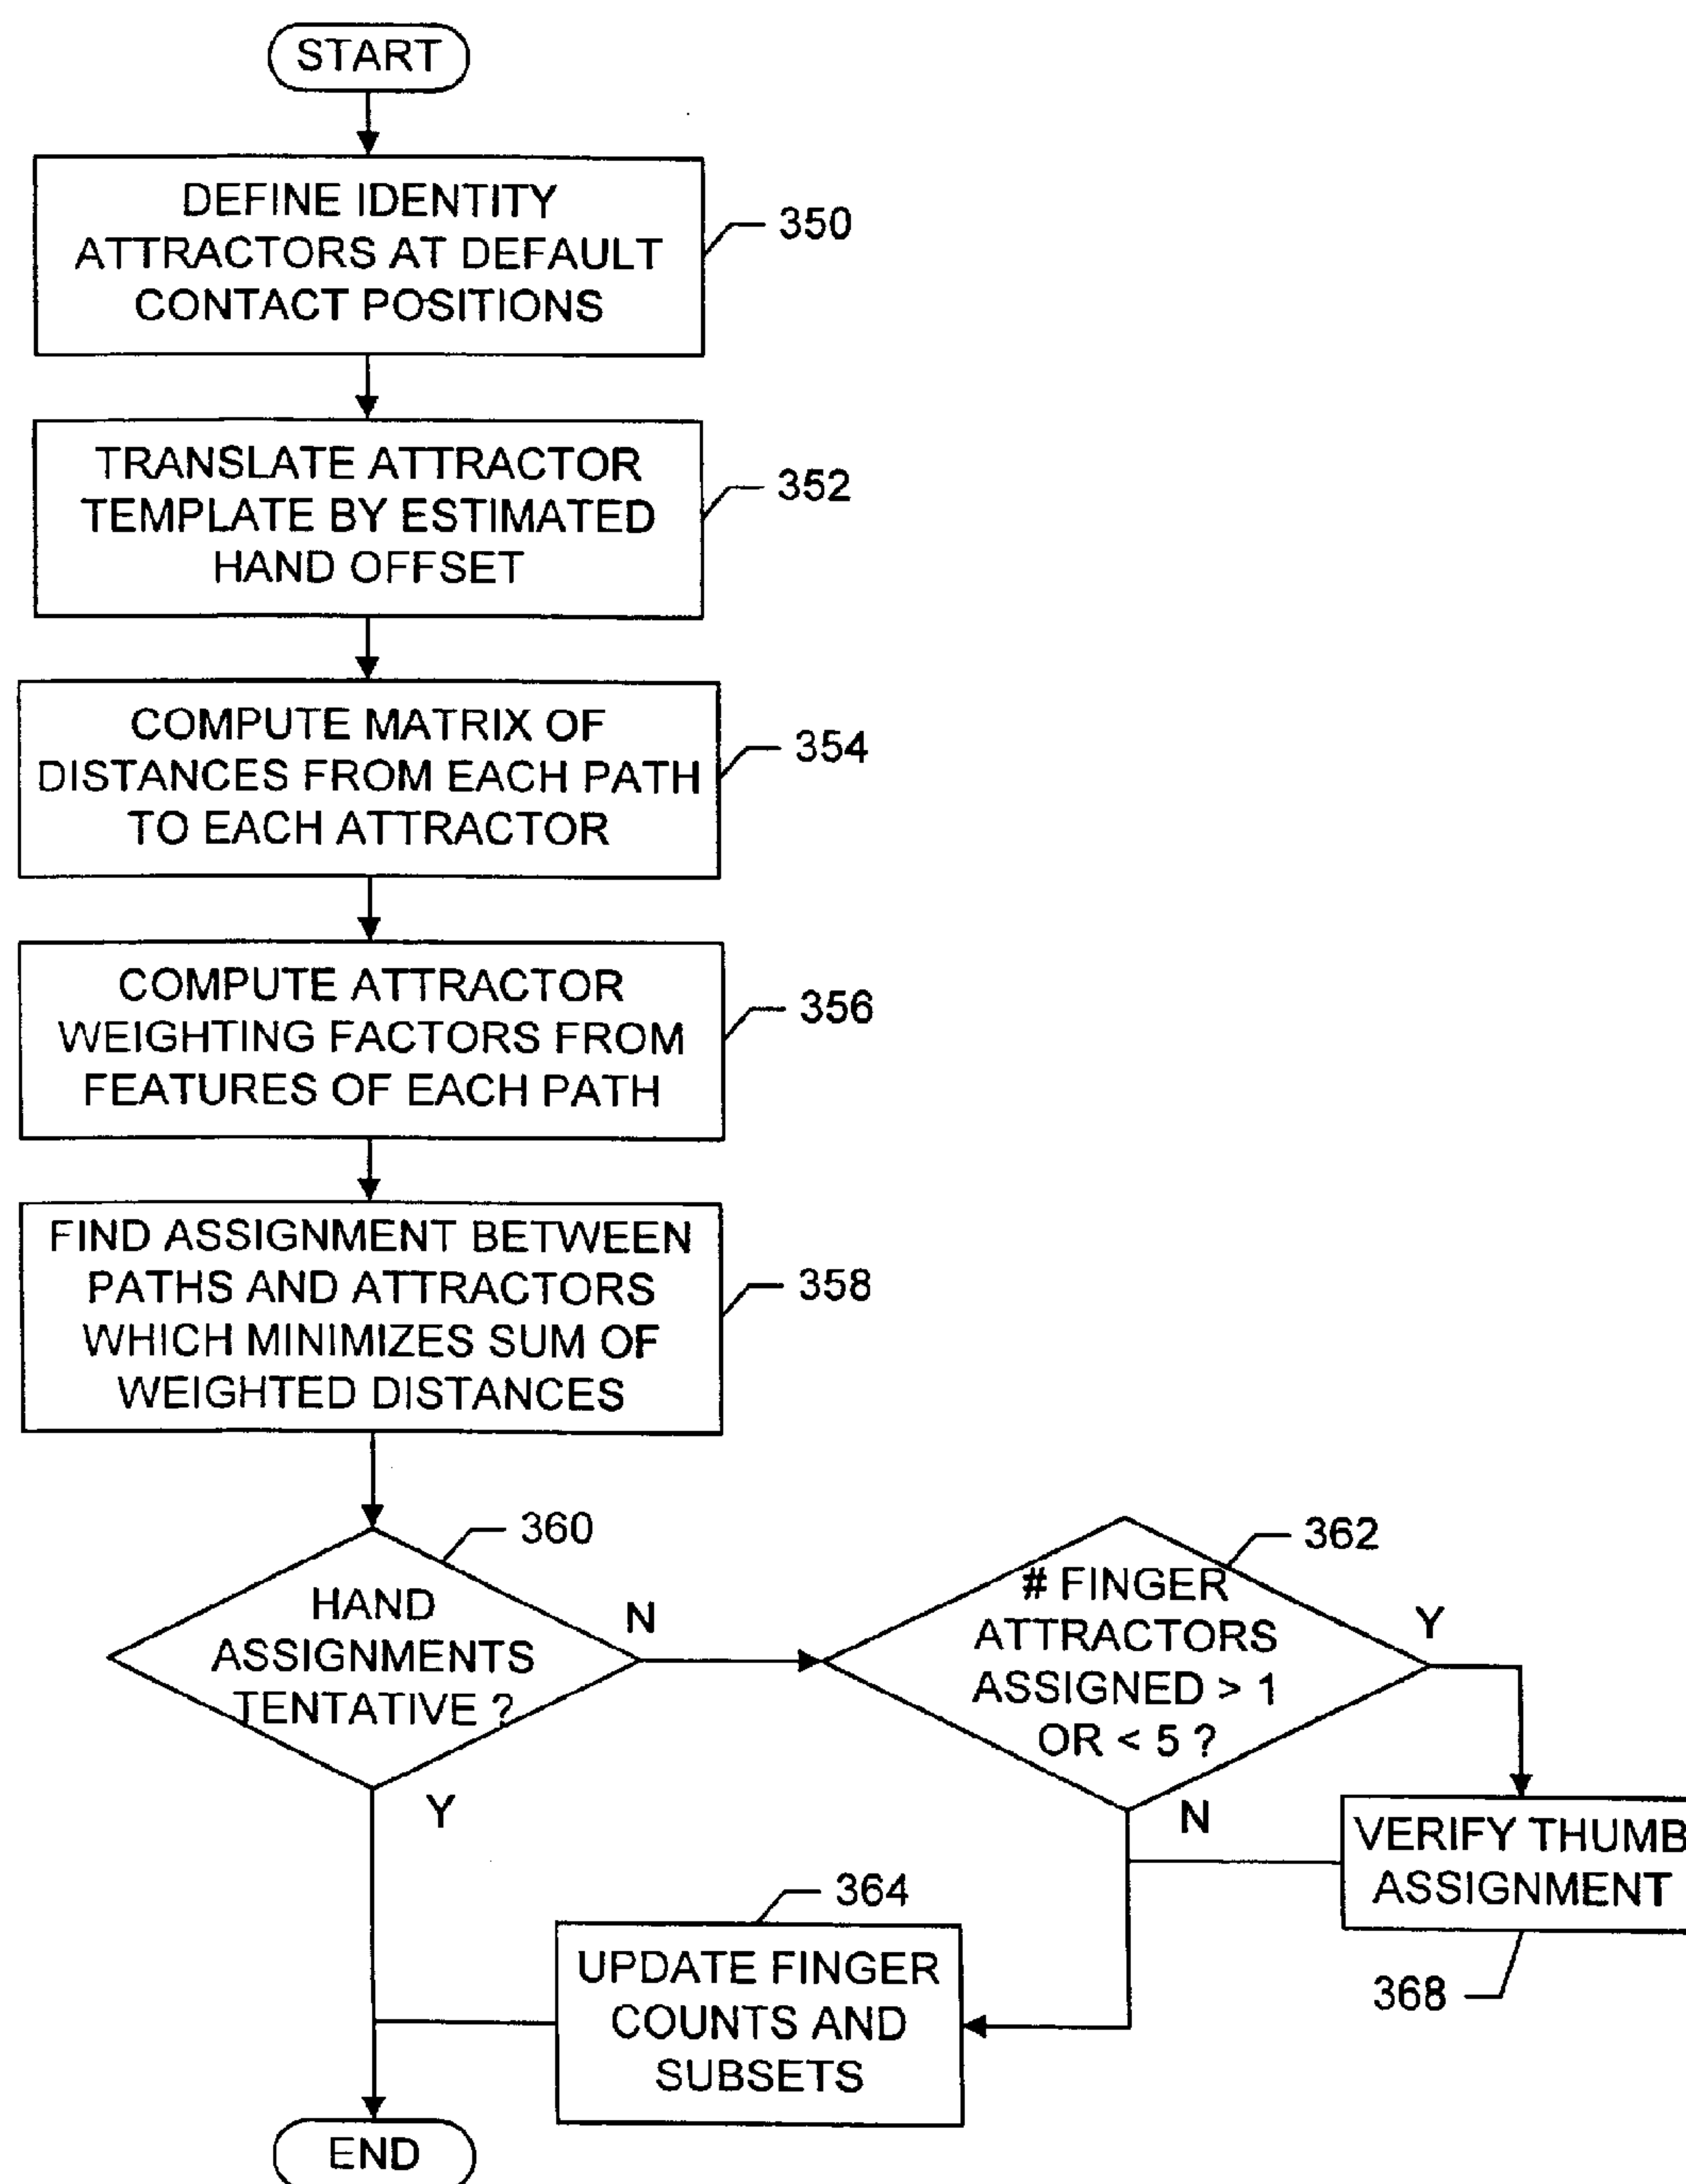 START
DEFINE IDENTITY
ATTRACTORS AT DEFAULT
CONTACT POSITIONS
350
TRANSLATE ATTRACTOR
TEMPLATE BY ESTIMATED
HAND OFFSET
352
COMPUTE MATRIX OF
DISTANCES FROM EACH PATH
TO EACH ATTRACTOR
354
COMPUTE ATTRACTOR
WEIGHTING FACTORS FROM
FEATURES OF EACH PATH
356
FIND ASSIGNMENT BETWEEN
PATHS AND ATTRACTORS
WHICH MINIMIZES SUM OF
WEIGHTED DISTANCES
358
360
HAND
ASSIGNMENTS
TENTATIVE ?
N
Y
362
# FINGER
ATTRACTORS
ASSIGNED > 1
OR < 5 ?
Y
N
VERIFY THUMB
ASSIGNMENT
368
364
UPDATE FINGER
COUNTS AND
SUBSETS
END